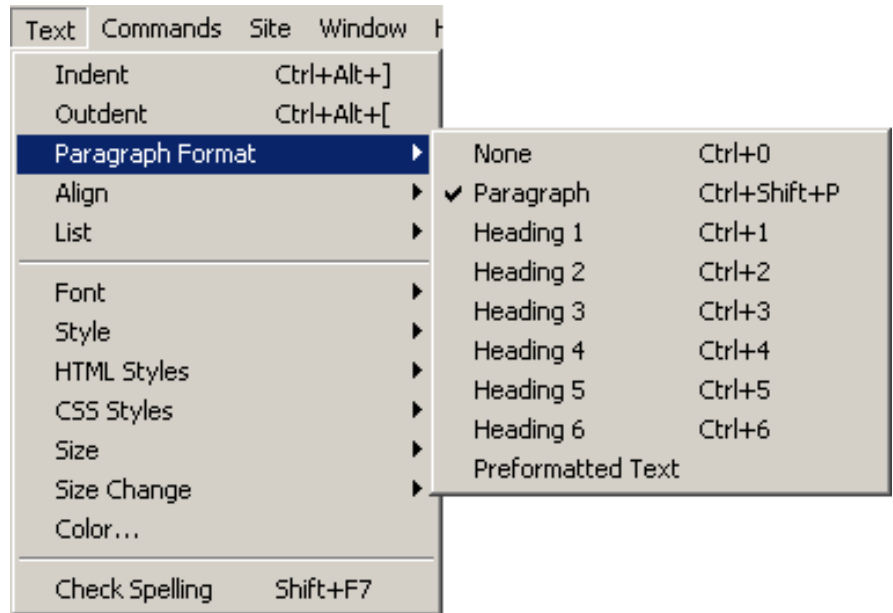 Text Commands Site Window
Indent Ctrl+Alt+]
Outdent Ctrl+Alt+[
Paragraph Format
Align
List
Font
Style
HTML Styles
CSS Styles
Size
Size Change
Color...
Check Spelling Shift+F7
None Ctrl+0
Paragraph Ctrl+Shift+P
Heading 1 Ctrl+1
Heading 2 Ctrl+2
Heading 3 Ctrl+3
Heading 4 Ctrl+4
Heading 5 Ctrl+5
Heading 6 Ctrl+6
Preformatted Text